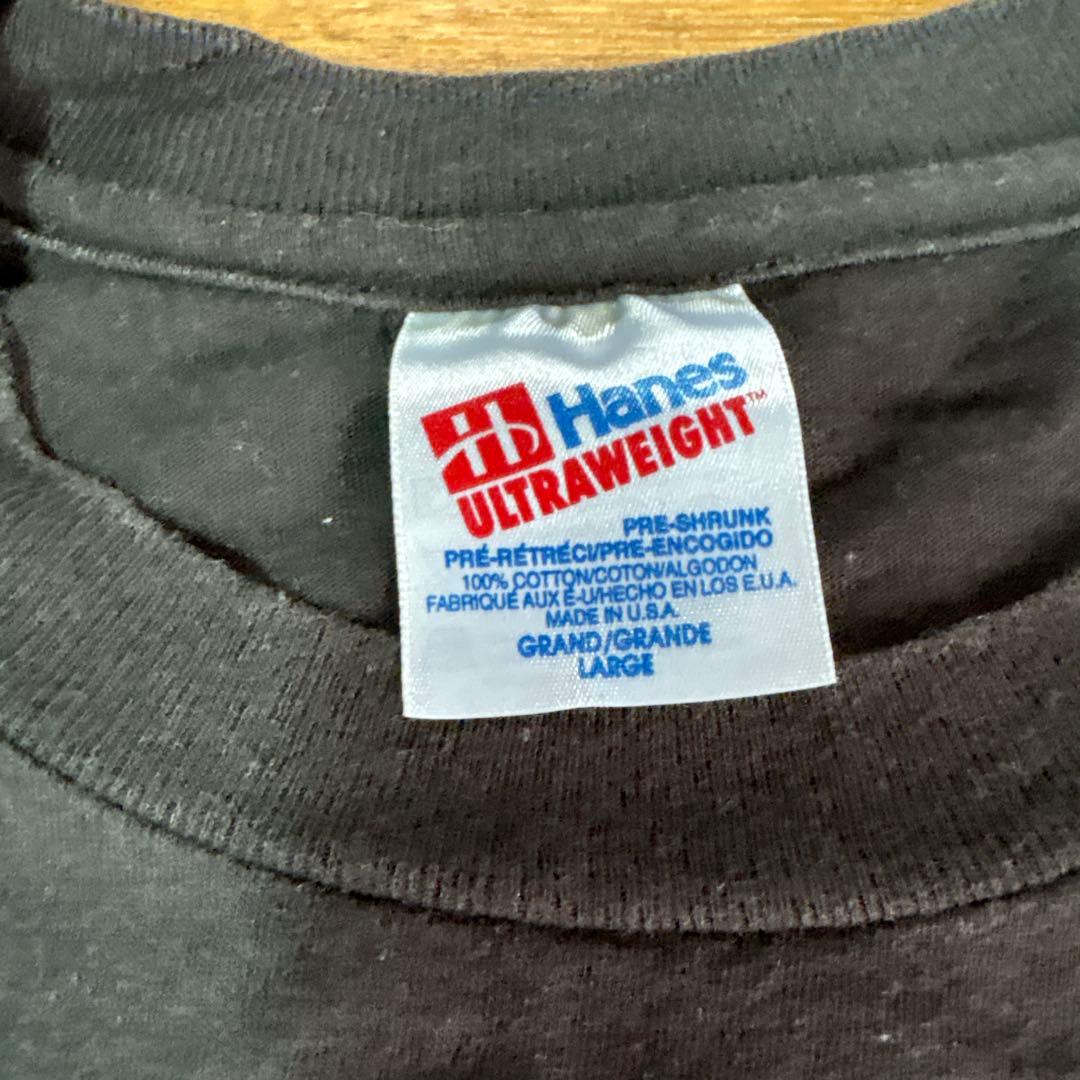 Hanes
ULTRAWEIGHT™
PRE-SHRUNK
PRÉ-RÉTRÉCI/PRE-ENCOGIDO
100% COTTON/COTON/ALGODON
FABRIQUÉ AUX É-U/HECHO EN LOS E.U.A.
MADE IN U.S.A.
GRAND/GRANDE
LARGE